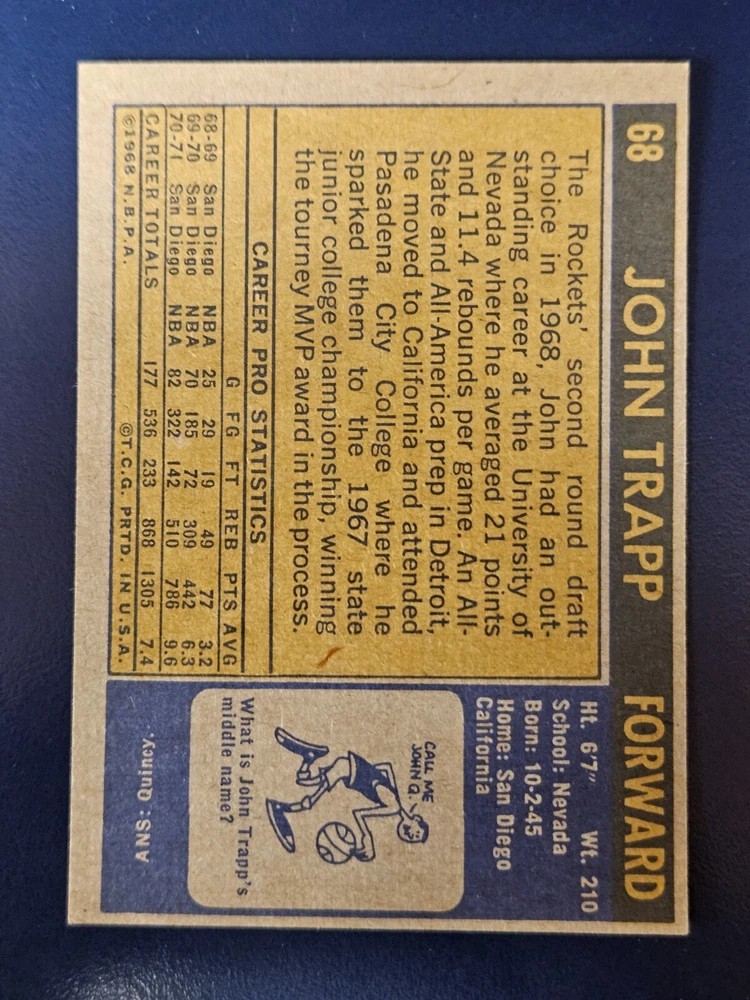 68 JOHN TRAPP FORWARD
The Rockets' second round draft
choice in 1968, John had an out-
standing career at the University of
Nevada where he averaged 21 points
and 11.4 rebounds per game. An All-
State and All-America prep in Detroit,
he moved to California and attended
Pasadena City College where he
sparked them to the 1967 state
junior college championship, winning
the tourney MVP award in the process.
CAREER PRO STATISTICS
G FG FT REB PTS AVG
68-69 San Diego NBA 25 29 19 49 77 3.2
69-70 San Diego NBA 70 185 72 309 442 6.3
70-71 San Diego NBA 82 322 142 510 786 9.6
CAREER TOTALS 177 536 233 868 1305 7.4
©1968 N.B.P.A. ©T.C.G. PRTD. IN U.S.A.
Ht. 6'7" Wt. 210
School: Nevada
Born: 10-2-45
Home: San Diego
California
CALL ME
JOHN Q.
What is John Trapp's
middle name?
ANS: Quincy.